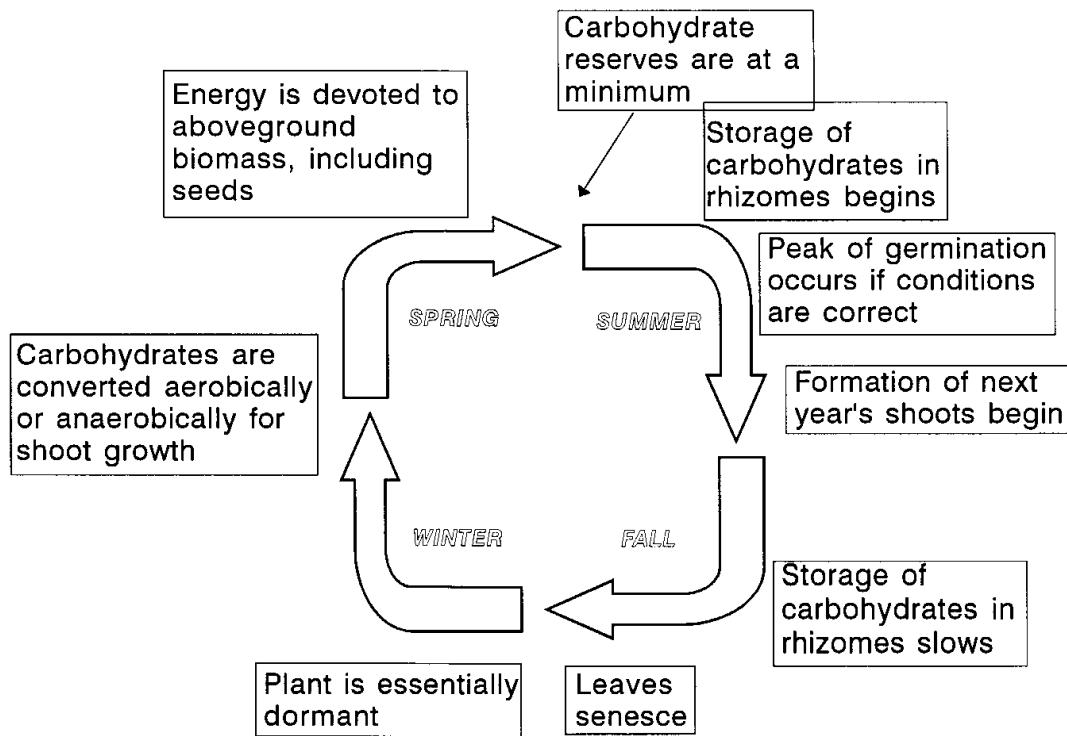 Carbohydrate
reserves are at a
minimum
Energy is devoted to
aboveground
biomass, including
seeds
Storage of
carbohydrates in
rhizomes begins
Peak of germination
occurs if conditions
are correct
SPRING
SUMMER
Carbohydrates are
converted aerobically
or anaerobically for
shoot growth
Formation of next
year's shoots begin
WINTER
FALL
Storage of
carbohydrates in
rhizomes slows
Plant is essentially
dormant
Leaves
senesce